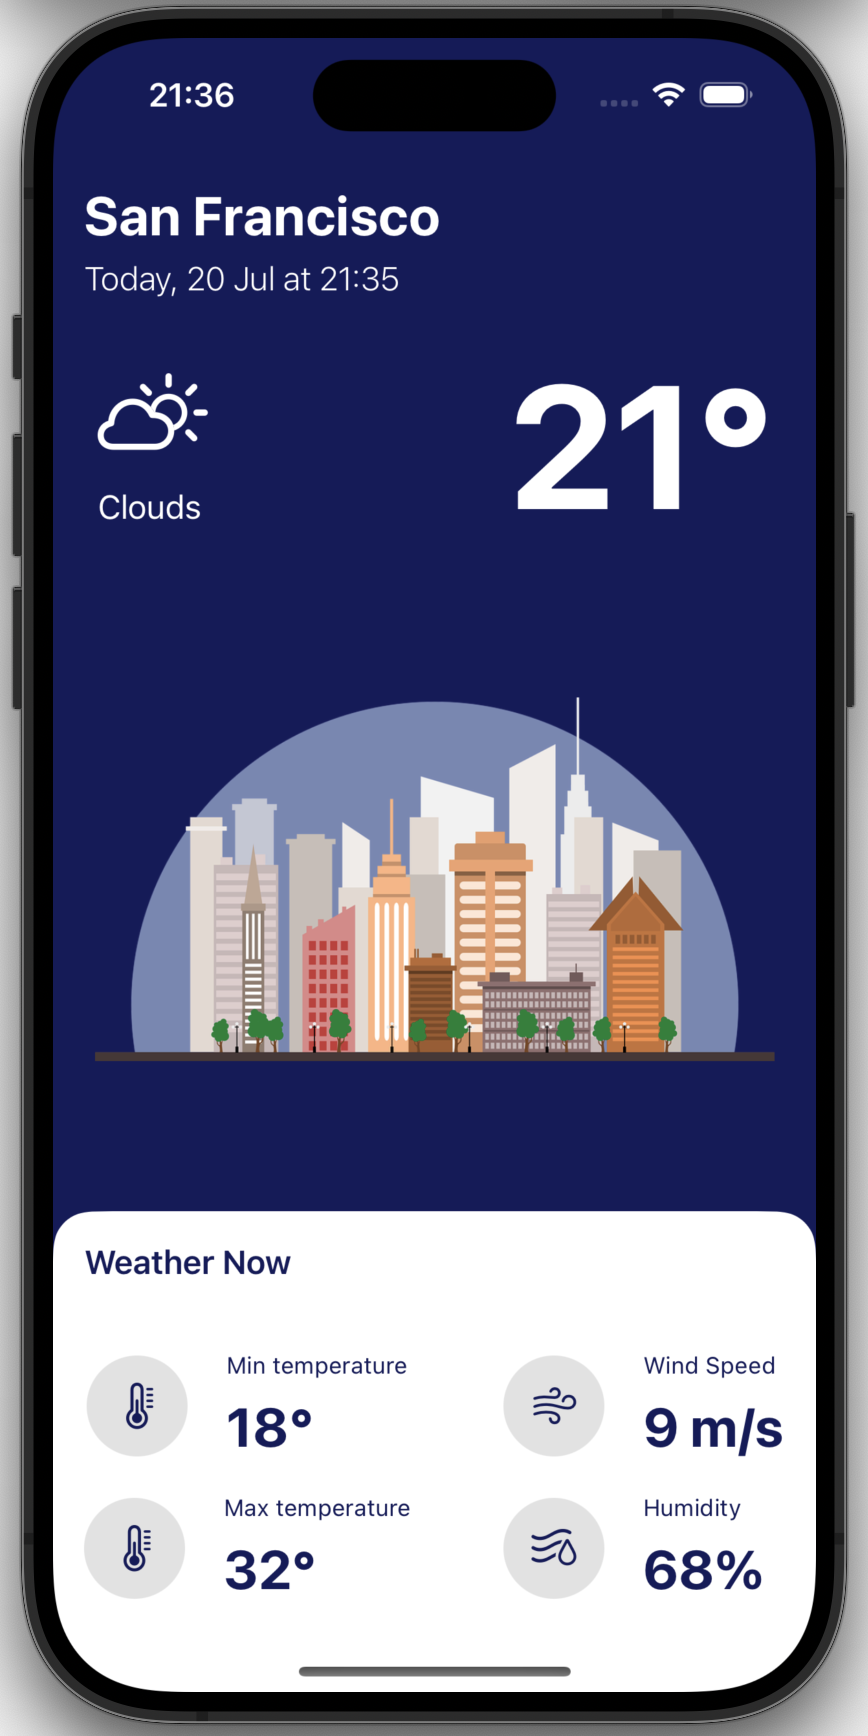 21:36
San Francisco
Today, 20 Jul at 21:35
21°
Clouds
Weather Now
Min temperature
18°
Wind Speed
9 m/s
Max temperature
32°
Humidity
68%